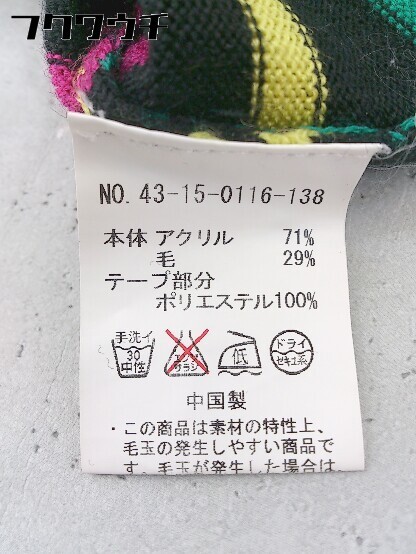 フクワウチ
NO. 43-15-0116-138
本体 アクリル 71%
毛 29%
テープ部分
ポリエステル100%
手洗イ
30
中性
エンソ
サラシ
低
ドライ
セキユ系
中国製
・この商品は素材の特性上、
毛玉の発生しやすい商品で
す。毛玉が発生した場合は、